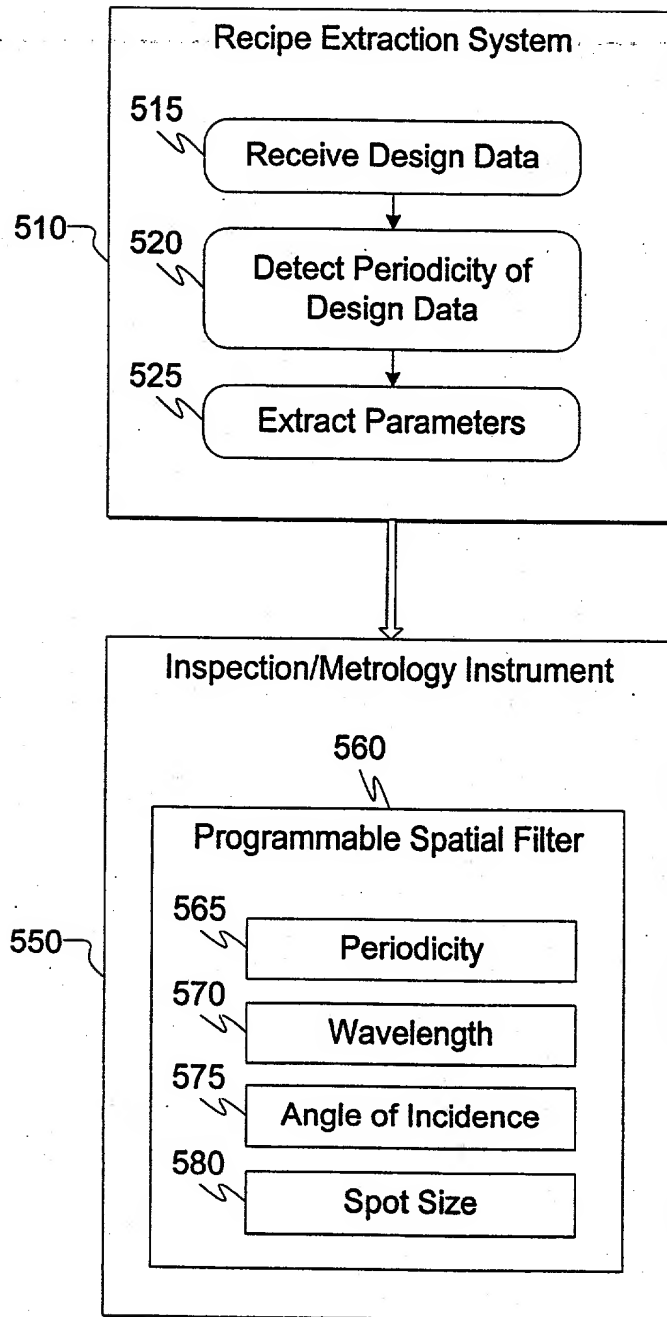 Recipe Extraction System
515
Receive Design Data
510
520
Detect Periodicity of
Design Data
525
Extract Parameters
Inspection/Metrology Instrument
560
Programmable Spatial Filter
550
565
Periodicity
570
Wavelength
575
Angle of Incidence
580
Spot Size